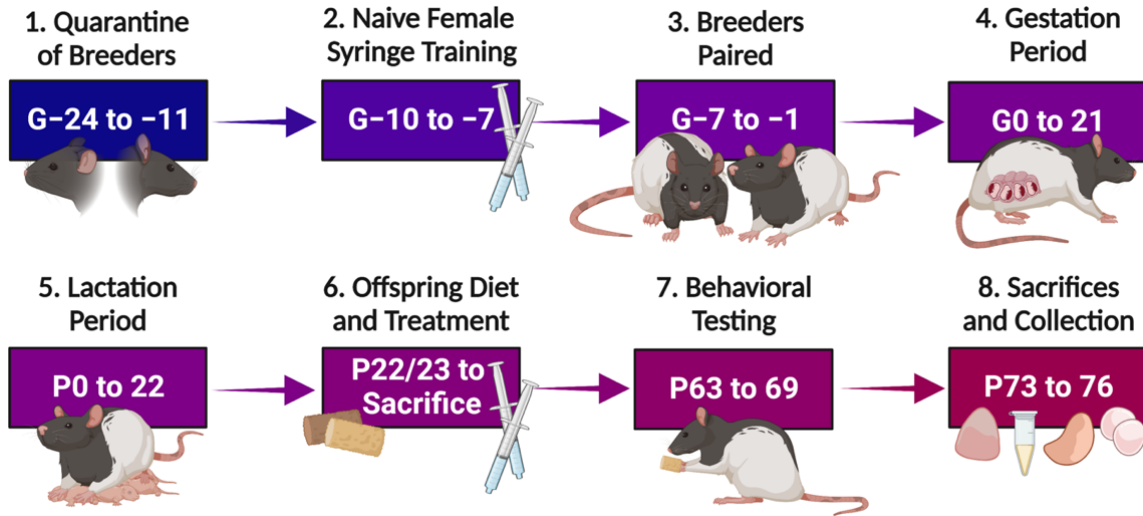 1. Quarantine
of Breeders
G−24 to −11
2. Naive Female
Syringe Training
G−10 to −7
3. Breeders
Paired
G−7 to −1
4. Gestation
Period
G0 to 21
5. Lactation
Period
P0 to 22
6. Offspring Diet
and Treatment
P22/23 to
Sacrifice
7. Behavioral
Testing
P63 to 69
8. Sacrifices
and Collection
P73 to 76